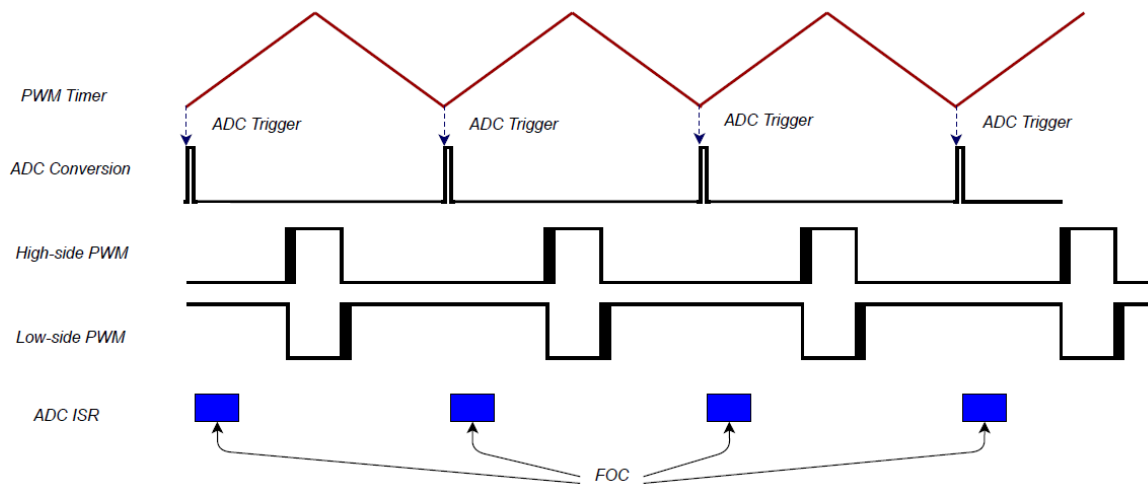 PWM Timer
ADC Trigger
ADC Trigger
ADC Trigger
ADC Trigger
ADC Conversion
High-side PWM
Low-side PWM
ADC ISR
FOC